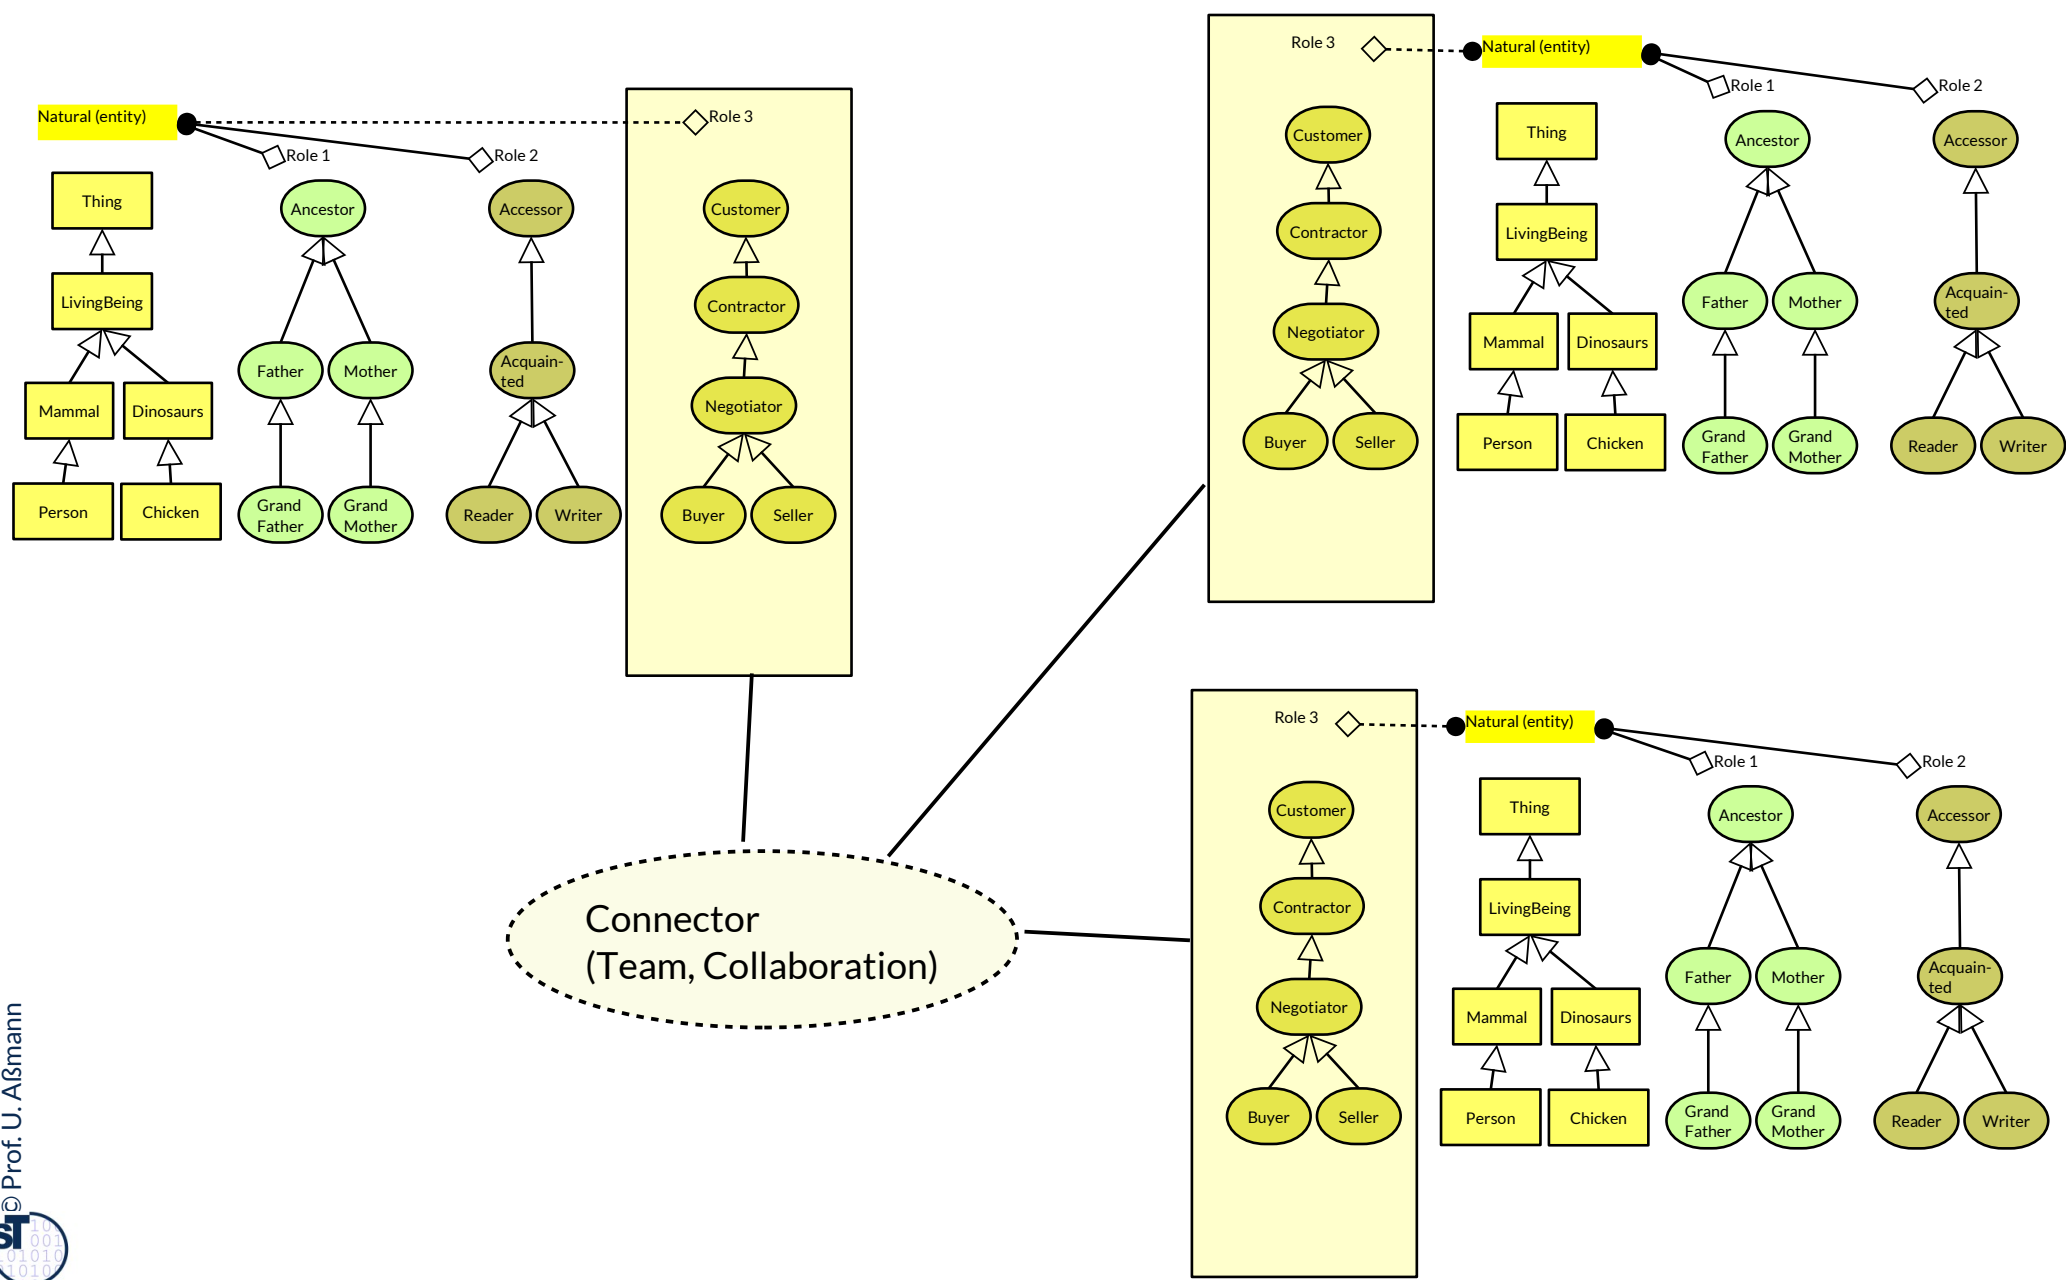 Natural (entity)
Role 1
Role 2
Role 3
Thing
LivingBeing
Mammal
Dinosaurs
Person
Chicken
Ancestor
Father
Mother
Grand
Father
Grand
Mother
Accessor
Acquain-
ted
Reader
Writer
Customer
Contractor
Negotiator
Buyer
Seller
Role 3
Natural (entity)
Role 1
Role 2
Customer
Contractor
Negotiator
Buyer
Seller
Thing
LivingBeing
Mammal
Dinosaurs
Person
Chicken
Ancestor
Father
Mother
Grand
Father
Grand
Mother
Accessor
Acquain-
ted
Reader
Writer
Connector
(Team, Collaboration)
Role 3
Natural (entity)
Role 1
Role 2
Customer
Contractor
Negotiator
Buyer
Seller
Thing
LivingBeing
Mammal
Dinosaurs
Person
Chicken
Ancestor
Father
Mother
Grand
Father
Grand
Mother
Accessor
Acquain-
ted
Reader
Writer
© Prof. U. Aßmann